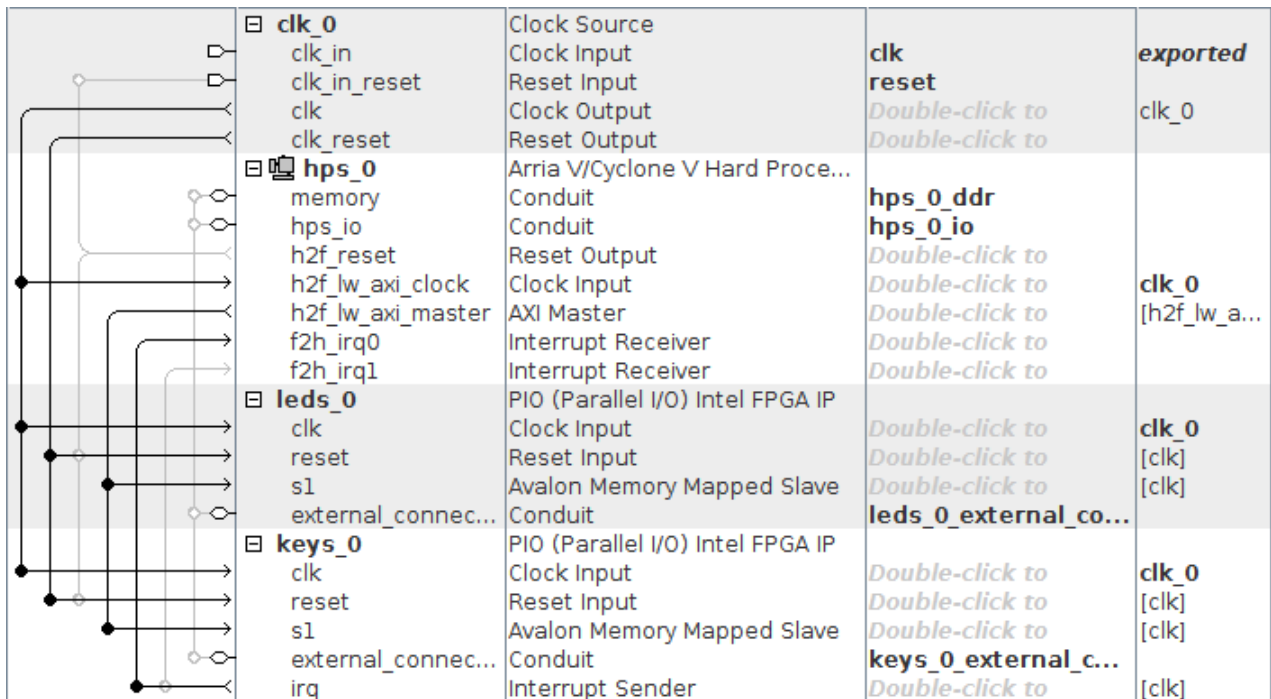 clk_0 Clock Source
clk_in Clock Input clk exported
clk_in_reset Reset Input reset
clk Clock Output Double-click to clk_0
clk_reset Reset Output Double-click to
hps_0 Arria V/Cyclone V Hard Proce...
memory Conduit hps_0_ddr
hps_io Conduit hps_0_io
h2f_reset Reset Output Double-click to
h2f_lw_axi_clock Clock Input Double-click to clk_0
h2f_lw_axi_master AXI Master Double-click to [h2f_lw_a...
f2h_irq0 Interrupt Receiver Double-click to
f2h_irq1 Interrupt Receiver Double-click to
leds_0 PIO (Parallel I/O) Intel FPGA IP
clk Clock Input Double-click to clk_0
reset Reset Input Double-click to [clk]
s1 Avalon Memory Mapped Slave Double-click to [clk]
external_connec... Conduit leds_0_external_co...
keys_0 PIO (Parallel I/O) Intel FPGA IP
clk Clock Input Double-click to clk_0
reset Reset Input Double-click to [clk]
s1 Avalon Memory Mapped Slave Double-click to [clk]
external_connec... Conduit keys_0_external_c...
irq Interrupt Sender Double-click to [clk]